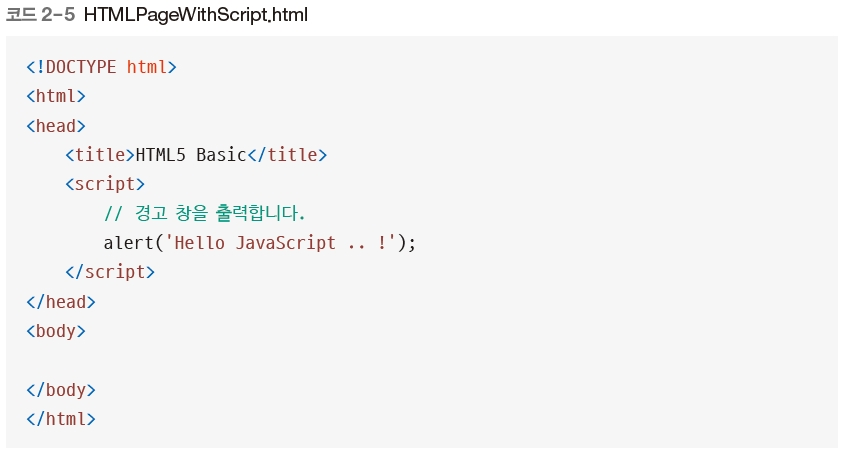 코드 2-5 HTMLPageWithScript.html
<!DOCTYPE html>
<html>
<head>
    <title>HTML5 Basic</title>
    <script>
        // 경고 창을 출력합니다.
        alert('Hello JavaScript .. !');
    </script>
</head>
<body>

</body>
</html>